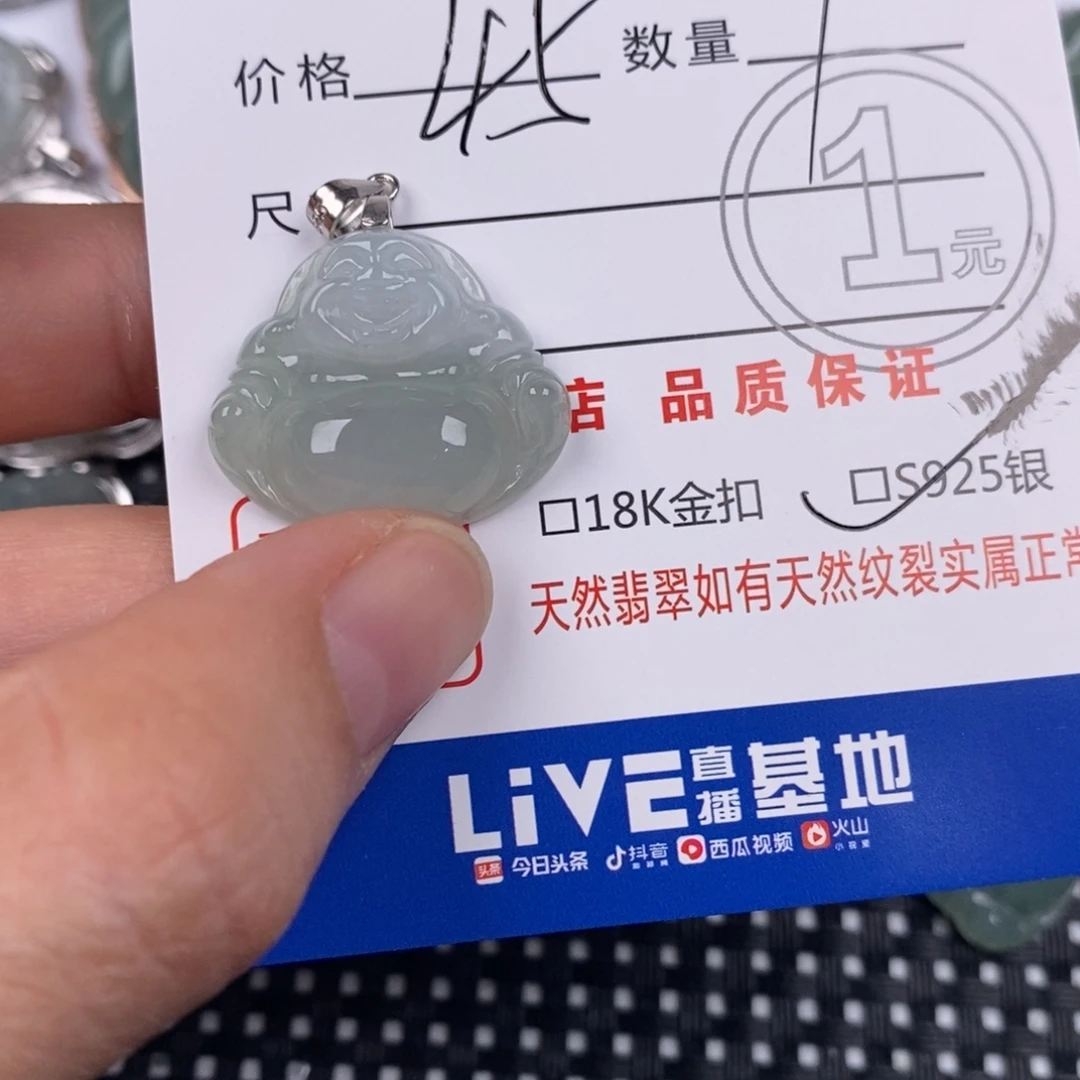 价格 数量
1元
尺
店 品质保证
□18K金扣 □S925银
天然翡翠如有天然纹裂实属正常
LiVE直播基地
头条 今日头条 抖音 西瓜视频 火山